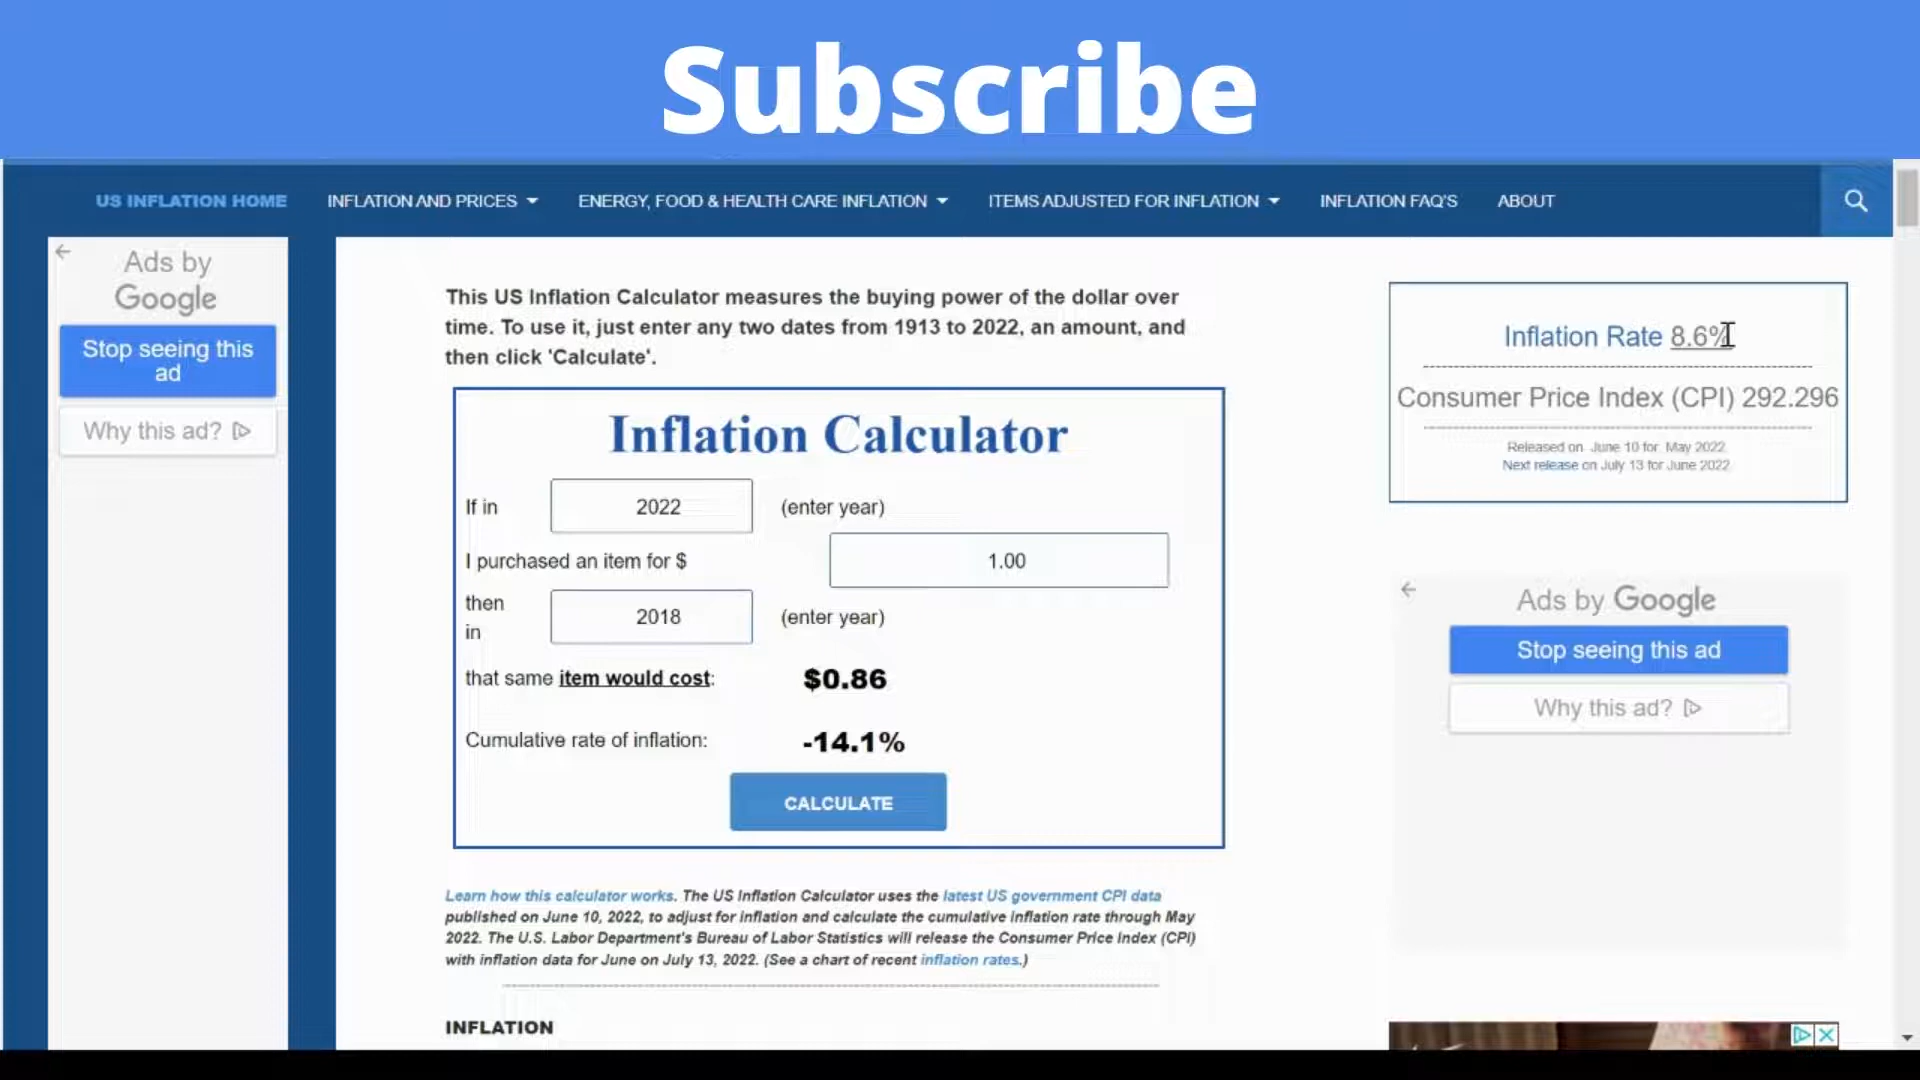 Subscribe
US INFLATION HOME
INFLATION AND PRICES
ENERGY, FOOD & HEALTH CARE INFLATION
ITEMS ADJUSTED FOR INFLATION
INFLATION FAQ'S
ABOUT
Ads by
Google
Stop seeing this
ad
Why this ad?
This US Inflation Calculator measures the buying power of the dollar over
time. To use it, just enter any two dates from 1913 to 2022, an amount, and
then click 'Calculate'.
Inflation Calculator
If in 2022 (enter year)
I purchased an item for $ 1.00
then
in 2018 (enter year)
that same item would cost: $0.86
Cumulative rate of inflation: -14.1%
CALCULATE
Learn how this calculator works. The US Inflation Calculator uses the latest US government CPI data
published on June 10, 2022, to adjust for inflation and calculate the cumulative inflation rate through May
2022. The U.S. Labor Department's Bureau of Labor Statistics will release the Consumer Price Index (CPI)
with inflation data for June on July 13, 2022. (See a chart of recent inflation rates.)
INFLATION
Inflation Rate 8.6%
Consumer Price Index (CPI) 292.296
Released on June 10 for May 2022
Next release on July 13 for June 2022
Ads by Google
Stop seeing this ad
Why this ad?